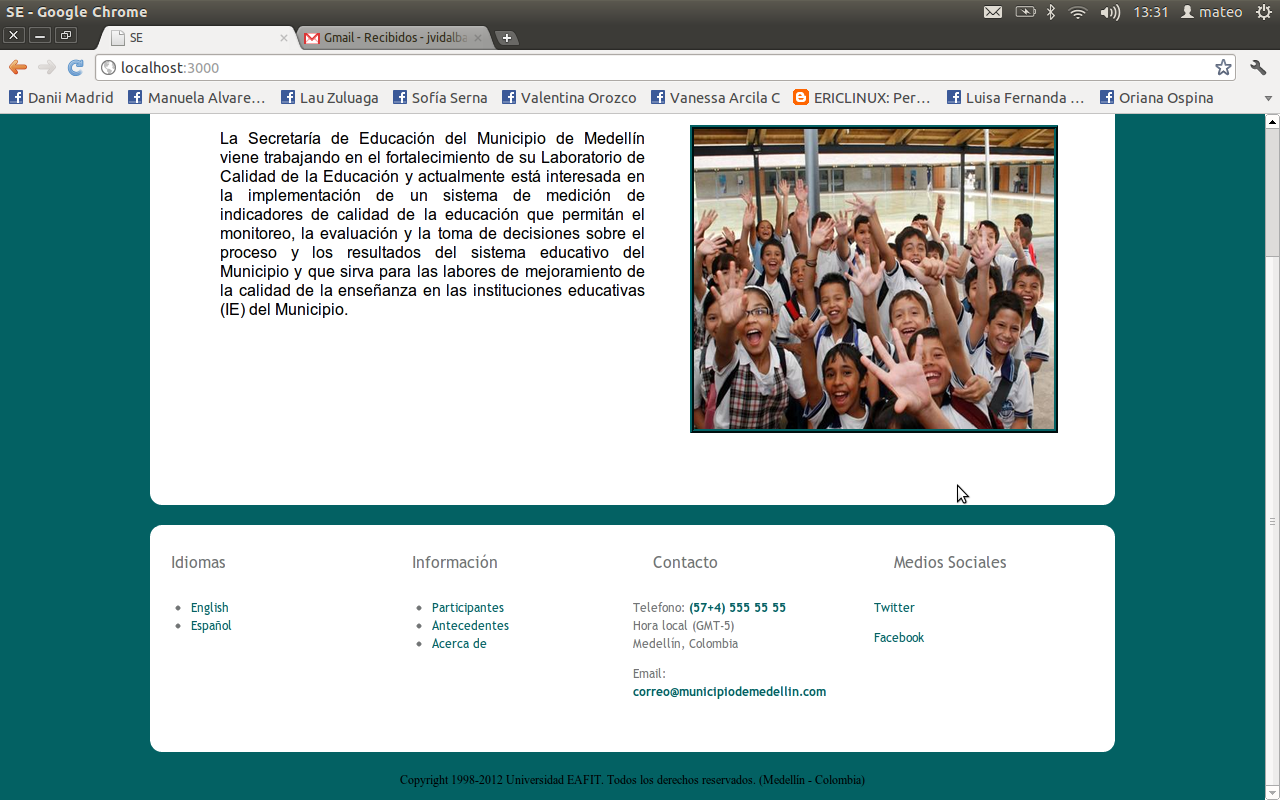 SE - Google Chrome
13:31 mateo
SE
Gmail - Recibidos - jvidalba
localhost:3000
Danii Madrid
Manuela Alvare...
Lau Zuluaga
Sofía Serna
Valentina Orozco
Vanessa Arcila C
ERICLINUX: Per...
Luisa Fernanda ...
Oriana Ospina
La Secretaría de Educación del Municipio de Medellín
viene trabajando en el fortalecimiento de su Laboratorio de
Calidad de la Educación y actualmente está interesada en
la implementación de un sistema de medición de
indicadores de calidad de la educación que permitán el
monitoreo, la evaluación y la toma de decisiones sobre el
proceso y los resultados del sistema educativo del
Municipio y que sirva para las labores de mejoramiento de
la calidad de la enseñanza en las instituciones educativas
(IE) del Municipio.
Idiomas
English
Español
Información
Participantes
Antecedentes
Acerca de
Contacto
Telefono: (57+4) 555 55 55
Hora local (GMT-5)
Medellín, Colombia
Email:
correo@municipiodemedellin.com
Medios Sociales
Twitter
Facebook
Copyright 1998-2012 Universidad EAFIT. Todos los derechos reservados. (Medellín - Colombia)